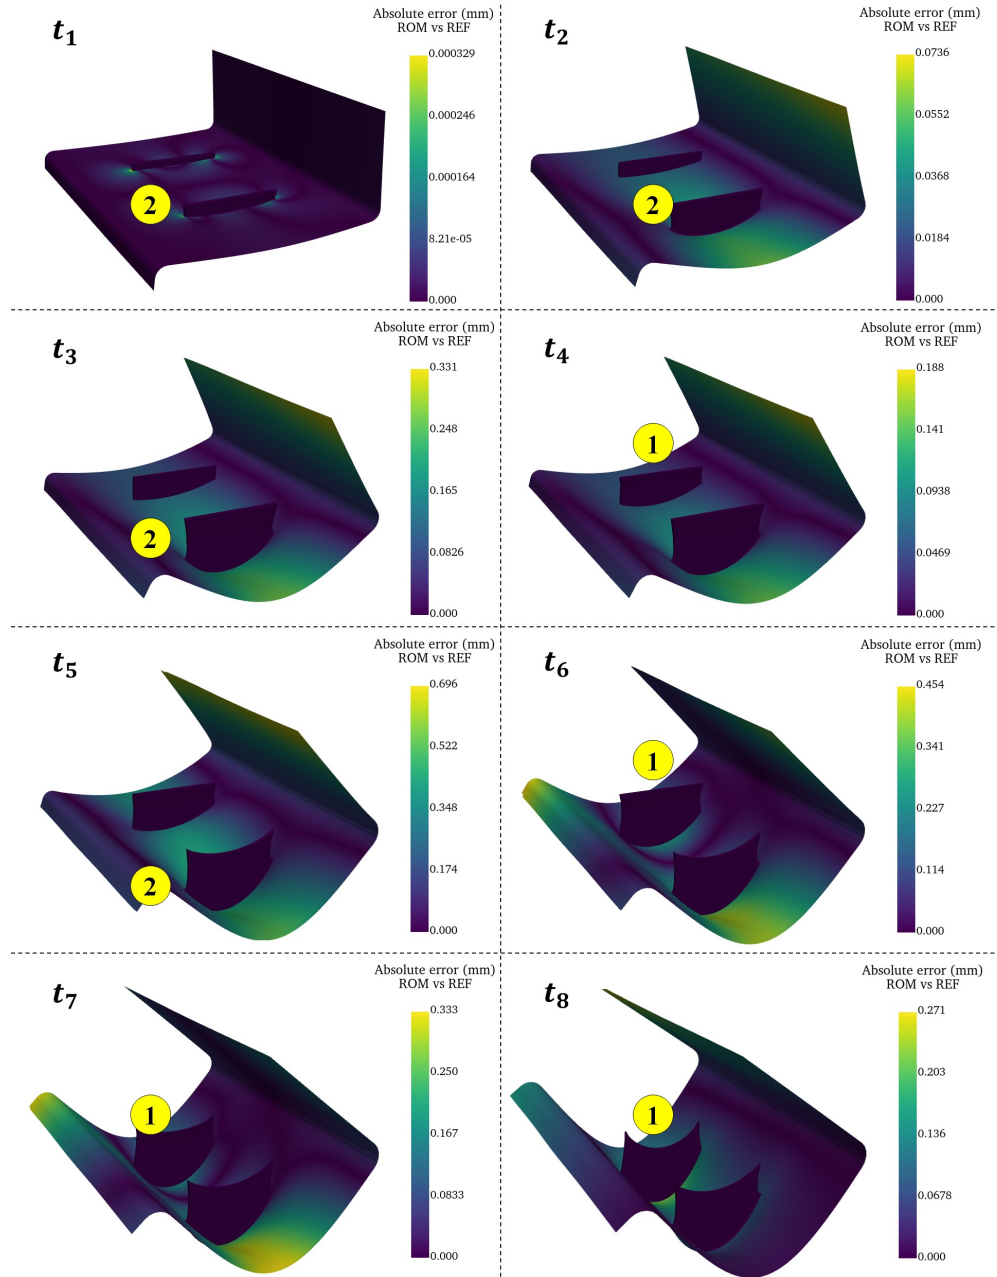 t1
Absolute error (mm)
ROM vs REF
0.000329
0.000246
0.000164
8.21e-05
0.000
2
t2
Absolute error (mm)
ROM vs REF
0.0736
0.0552
0.0368
0.0184
0.000
2
t3
Absolute error (mm)
ROM vs REF
0.331
0.248
0.165
0.0826
0.000
2
t4
Absolute error (mm)
ROM vs REF
0.188
0.141
0.0938
0.0469
0.000
1
t5
Absolute error (mm)
ROM vs REF
0.696
0.522
0.348
0.174
0.000
2
t6
Absolute error (mm)
ROM vs REF
0.454
0.341
0.227
0.114
0.000
1
t7
Absolute error (mm)
ROM vs REF
0.333
0.250
0.167
0.0833
0.000
1
t8
Absolute error (mm)
ROM vs REF
0.271
0.203
0.136
0.0678
0.000
1